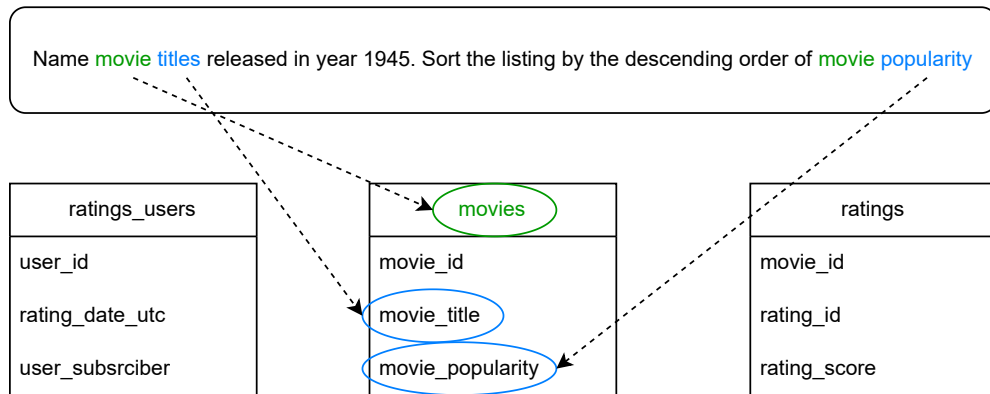 Name movie titles released in year 1945. Sort the listing by the descending order of movie popularity
ratings_users
user_id
rating_date_utc
user_subsrciber
movies
movie_id
movie_title
movie_popularity
ratings
movie_id
rating_id
rating_score